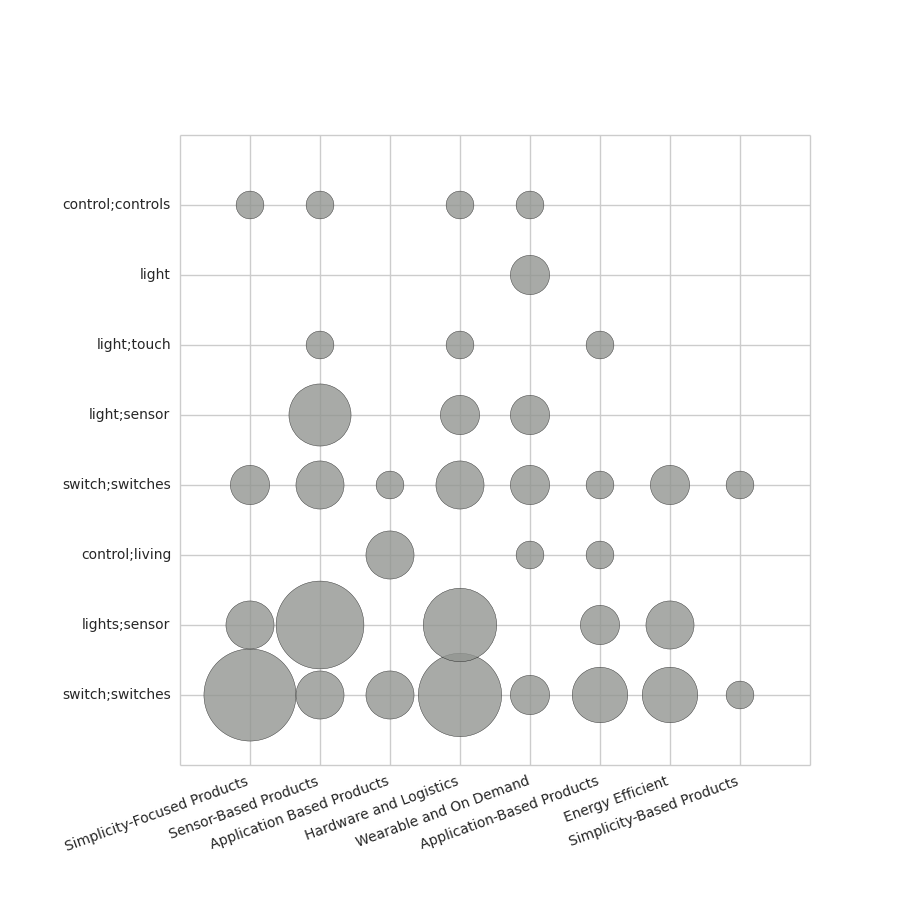 control;controls
light
light;touch
light;sensor
switch;switches
control;living
lights;sensor
switch;switches
Simplicity-Focused Products
Sensor-Based Products
Application Based Products
Hardware and Logistics
Wearable and On Demand
Application-Based Products
Energy Efficient
Simplicity-Based Products